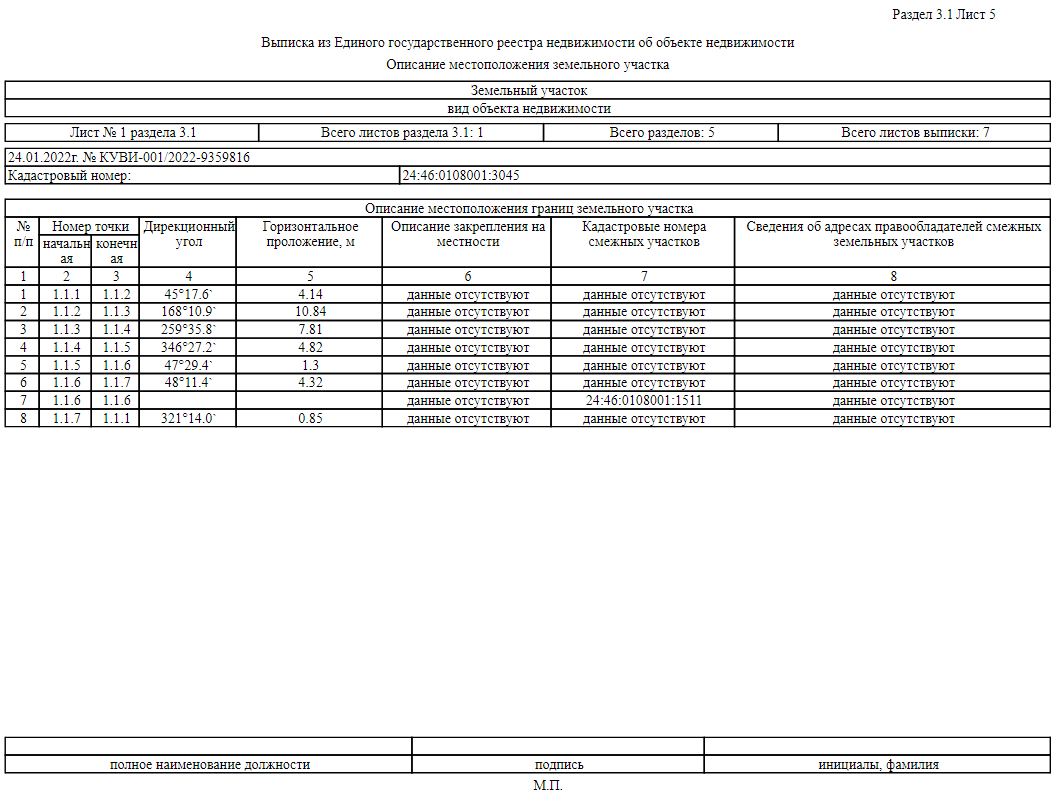 Раздел 3.1 Лист 5
Выписка из Единого государственного реестра недвижимости об объекте недвижимости
Описание местоположения земельного участка
Земельный участок
вид объекта недвижимости
Лист № 1 раздела 3.1 Всего листов раздела 3.1: 1 Всего разделов: 5 Всего листов выписки: 7
24.01.2022г. № КУВИ-001/2022-9359816
Кадастровый номер: 24:46:0108001:3045
Описание местоположения границ земельного участка
№ Номер точки Дирекционный Горизонтальное Описание закрепления на Кадастровые номера Сведения об адресах правообладателей смежных
п/п начальн конечн угол проложение, м местности смежных участков земельных участков
ая ая
1 2 3 4 5 6 7 8
1 1.1.1 1.1.2 45°17.6` 4.14 данные отсутствуют данные отсутствуют данные отсутствуют
2 1.1.2 1.1.3 168°10.9` 10.84 данные отсутствуют данные отсутствуют данные отсутствуют
3 1.1.3 1.1.4 259°35.8` 7.81 данные отсутствуют данные отсутствуют данные отсутствуют
4 1.1.4 1.1.5 346°27.2` 4.82 данные отсутствуют данные отсутствуют данные отсутствуют
5 1.1.5 1.1.6 47°29.4` 1.3 данные отсутствуют данные отсутствуют данные отсутствуют
6 1.1.6 1.1.7 48°11.4` 4.32 данные отсутствуют данные отсутствуют данные отсутствуют
7 1.1.6 1.1.6 данные отсутствуют 24:46:0108001:1511 данные отсутствуют
8 1.1.7 1.1.1 321°14.0` 0.85 данные отсутствуют данные отсутствуют данные отсутствуют
полное наименование должности подпись инициалы, фамилия
М.П.